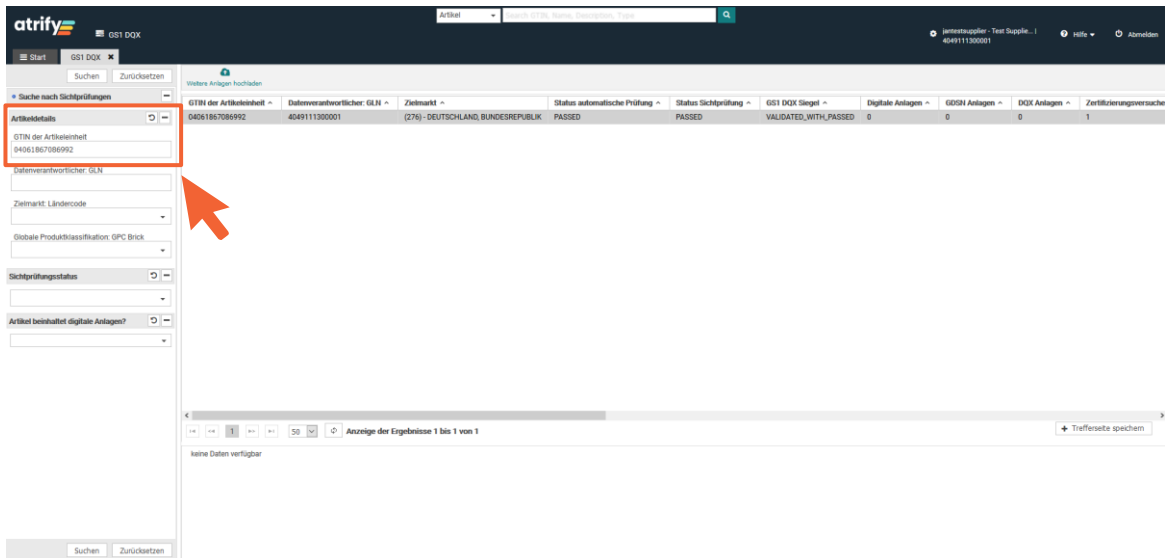 atrify
GS1 DQX
Artikel
Search GTIN, Name, Description, Type
jantestsupplier - Test Supplie... |
4049111300001
Hilfe
Abmelden
Start
GS1 DQX
Suchen
Zurücksetzen
Weitere Anlagen hochladen
Suche nach Sichtprüfungen
Artikeldetails
GTIN der Artikeleinheit
04061867086992
Datenverantwortlicher: GLN
Zielmarkt: Ländercode
Globale Produktklassifikation: GPC Brick
Sichtprüfungsstatus
Artikel beinhaltet digitale Anlagen?
GTIN der Artikeleinheit Datenverantwortlicher: GLN Zielmarkt Status automatische Prüfung Status Sichtprüfung GS1 DQX Siegel Digitale Anlagen GDSN Anlagen DQX Anlagen Zertifizierungsversuche
04061867086992 4049111300001 (276) - DEUTSCHLAND, BUNDESREPUBLIK PASSED PASSED VALIDATED_WITH_PASSED 0 0 0 1
1 50 Anzeige der Ergebnisse 1 bis 1 von 1
+ Trefferseite speichern
keine Daten verfügbar
Suchen
Zurücksetzen